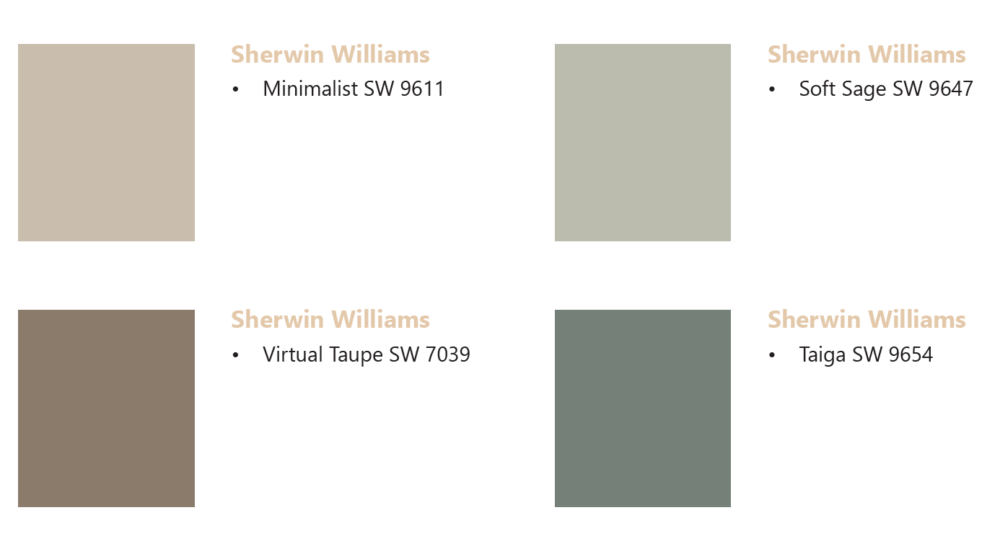 Sherwin Williams
• Minimalist SW 9611
Sherwin Williams
• Soft Sage SW 9647
Sherwin Williams
• Virtual Taupe SW 7039
Sherwin Williams
• Taiga SW 9654